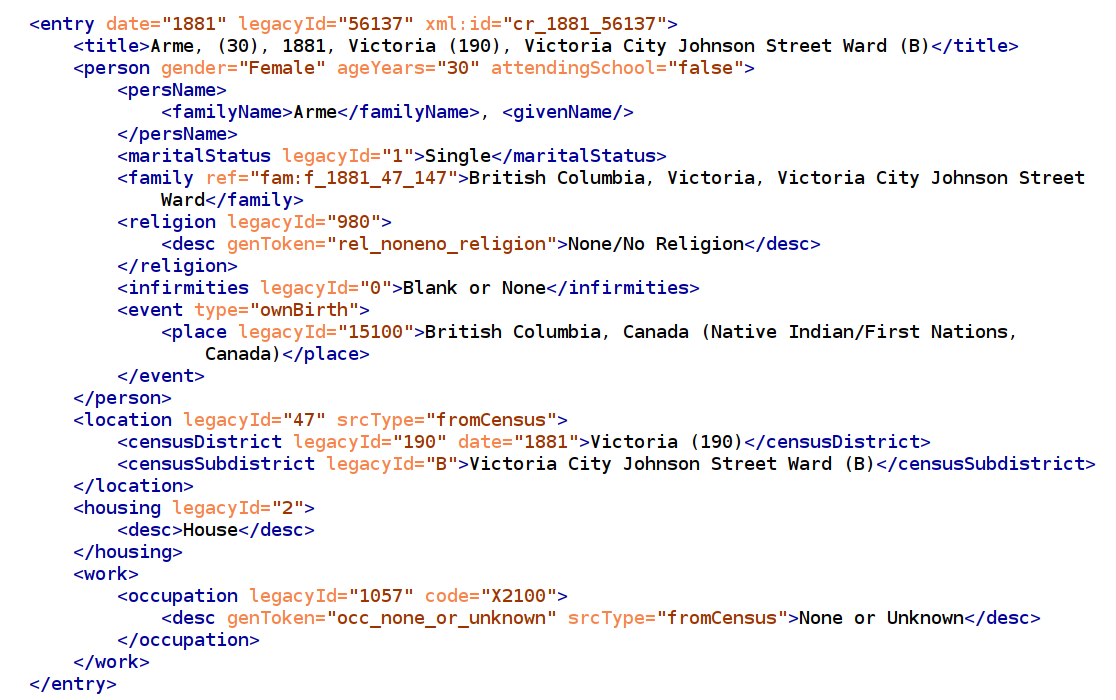 <entry date="1881" legacyId="56137" xml:id="cr_1881_56137">
<title>Arme, (30), 1881, Victoria (190), Victoria City Johnson Street Ward (B)</title>
<person gender="Female" ageYears="30" attendingSchool="false">
<persName>
<familyName>Arme</familyName>, <givenName/>
</persName>
<maritalStatus legacyId="1">Single</maritalStatus>
<family ref="fam:f_1881_47_147">British Columbia, Victoria, Victoria City Johnson Street
Ward</family>
<religion legacyId="980">
<desc genToken="rel_noneno_religion">None/No Religion</desc>
</religion>
<infirmities legacyId="0">Blank or None</infirmities>
<event type="ownBirth">
<place legacyId="15100">British Columbia, Canada (Native Indian/First Nations,
Canada)</place>
</event>
</person>
<location legacyId="47" srcType="fromCensus">
<censusDistrict legacyId="190" date="1881">Victoria (190)</censusDistrict>
<censusSubdistrict legacyId="B">Victoria City Johnson Street Ward (B)</censusSubdistrict>
</location>
<housing legacyId="2">
<desc>House</desc>
</housing>
<work>
<occupation legacyId="1057" code="X2100">
<desc genToken="occ_none_or_unknown" srcType="fromCensus">None or Unknown</desc>
</occupation>
</work>
</entry>